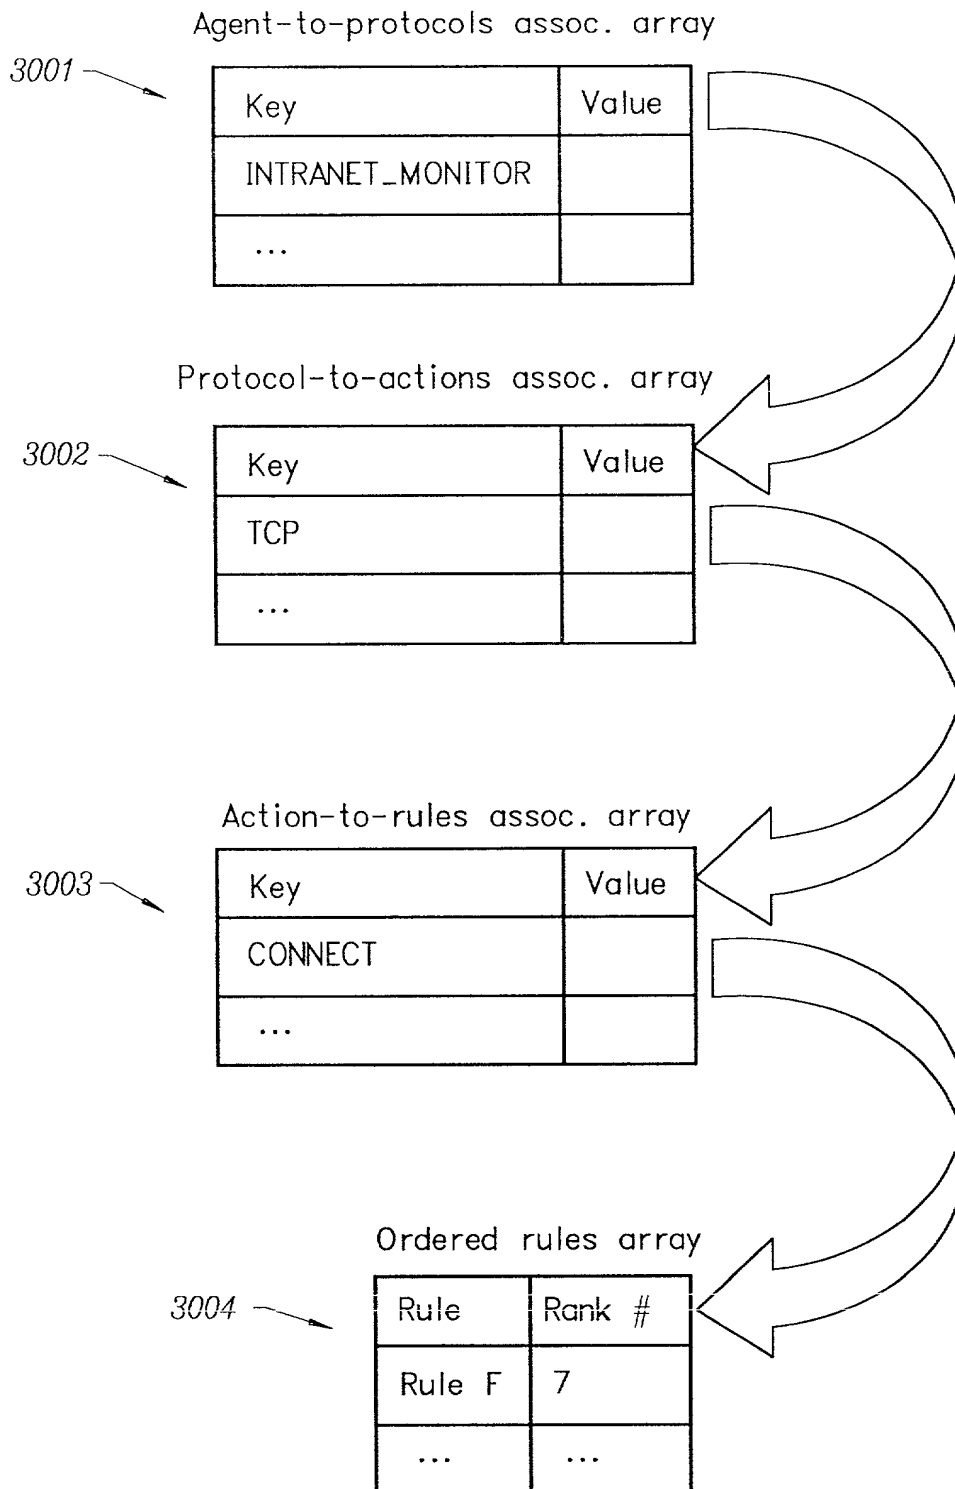 Agent-to-protocols assoc. array
3001
Key Value
INTRANET_MONITOR
...
Protocol-to-actions assoc. array
3002
Key Value
TCP
...
Action-to-rules assoc. array
3003
Key Value
CONNECT
...
Ordered rules array
3004
Rule Rank #
Rule F 7
... ...